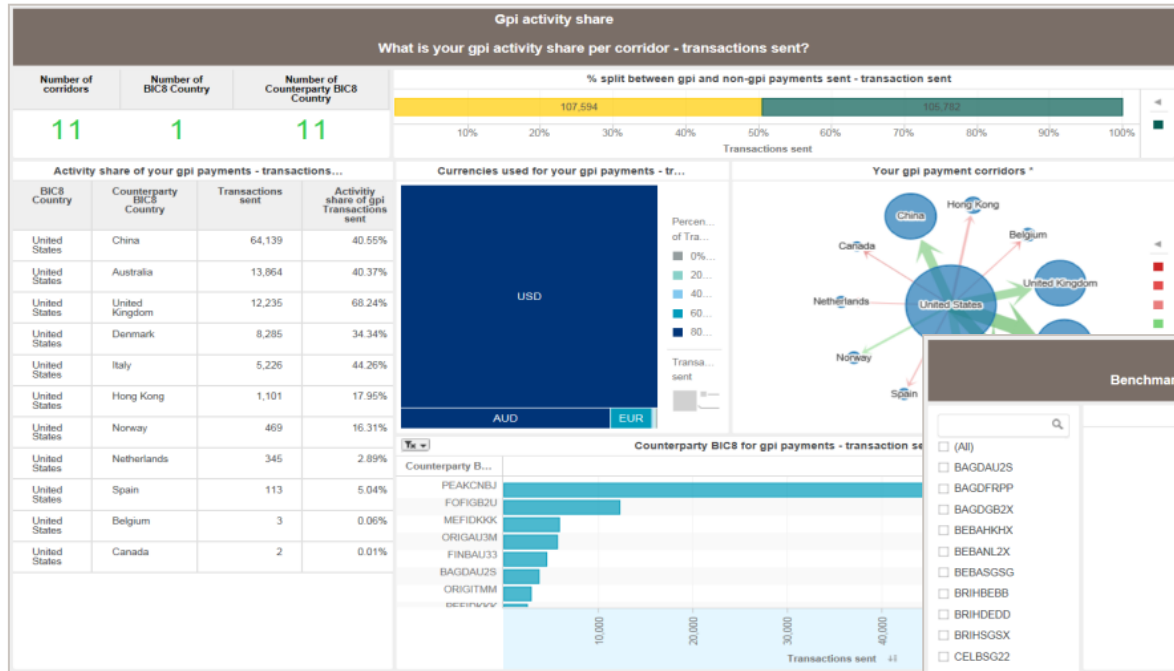 Gpi activity share
What is your gpi activity share per corridor - transactions sent?
Number of
corridors
11
Number of
BIC8 Country
1
Number of
Counterparty BIC8
Country
11
% split between gpi and non-gpi payments sent - transaction sent
107,594
105,782
10%
20%
30%
40%
50%
60%
70%
80%
90%
100%
Transactions sent
Activity share of your gpi payments - transactions...
BIC8
Country
Counterparty
BIC8
Country
Transactions
sent
Activitiy
share of gpi
Transactions
sent
United
States
China
64,139
40.55%
United
States
Australia
13,864
40.37%
United
States
United
Kingdom
12,235
68.24%
United
States
Denmark
8,285
34.34%
United
States
Italy
5,226
44.26%
United
States
Hong Kong
1,101
17.95%
United
States
Norway
469
16.31%
United
States
Netherlands
345
2.89%
United
States
Spain
113
5.04%
United
States
Belgium
3
0.06%
United
States
Canada
2
0.01%
Currencies used for your gpi payments - tr...
USD
AUD
EUR
Percen...
of Tra...
0%...
20...
40...
60...
80...
Transa...
sent
Your gpi payment corridors *
China
Hong Kong
Belgium
Canada
United Kingdom
Netherlands
United States
Norway
Spain
Counterparty BIC8 for gpi payments - transaction se
Counterparty B...
PEAKCNBJ
FOFIGB2U
MEFIDKKK
ORIGAU3M
FINBAU33
BAGDAU2S
ORIGITMM
10,000
20,000
30,000
40,000
Transactions sent
Benchmar
(All)
BAGDAU2S
BAGDFRPP
BAGDGB2X
BEBAHKHX
BEBANL2X
BEBASGSG
BRIHBEBB
BRIHDEDD
BRIHSGSX
CELBSG22